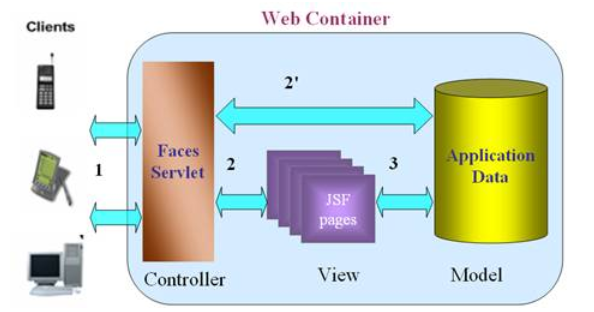 Web Container
Clients
2'
Faces
Servlet
1
2
3
Application
Data
JSF
pages
Controller
View
Model